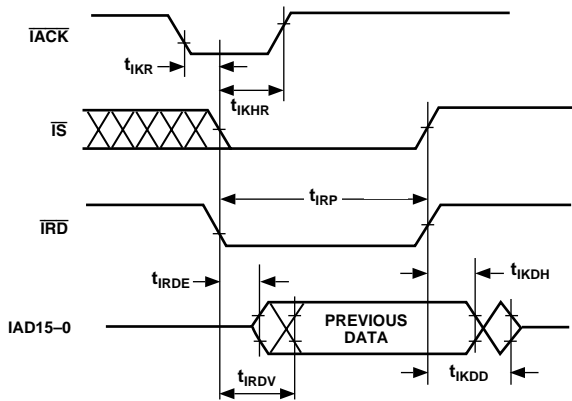 IACK
tIKR
tIKHR
IS
tIRP
IRD
tIRDE
tIKDH
IAD15–0
PREVIOUS
DATA
tIRDV
tIKDD